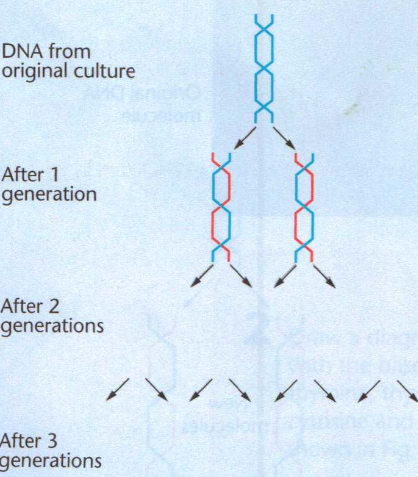 DNA from
original culture
After 1
generation
After 2
generations
After 3
generations